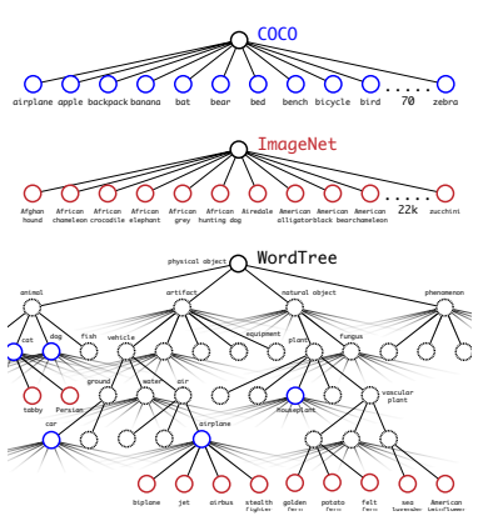 COCO
airplane apple backpack banana bat bear bed bench bicycle bird 70 zebra
ImageNet
Afghan African African African African African Airedale American American American 22k zucchini
hound chameleon crocodile elephant grey hunting dog alligator black bear chameleon
WordTree
physical object
animal artifact natural object phenomenon
cat dog fish vehicle equipment plant fungus
ground water air vascular
plant
tabby Persian houseplant
car airplane
biplane jet airbus stealth golden potato felt sea American
fighter fern fern fern